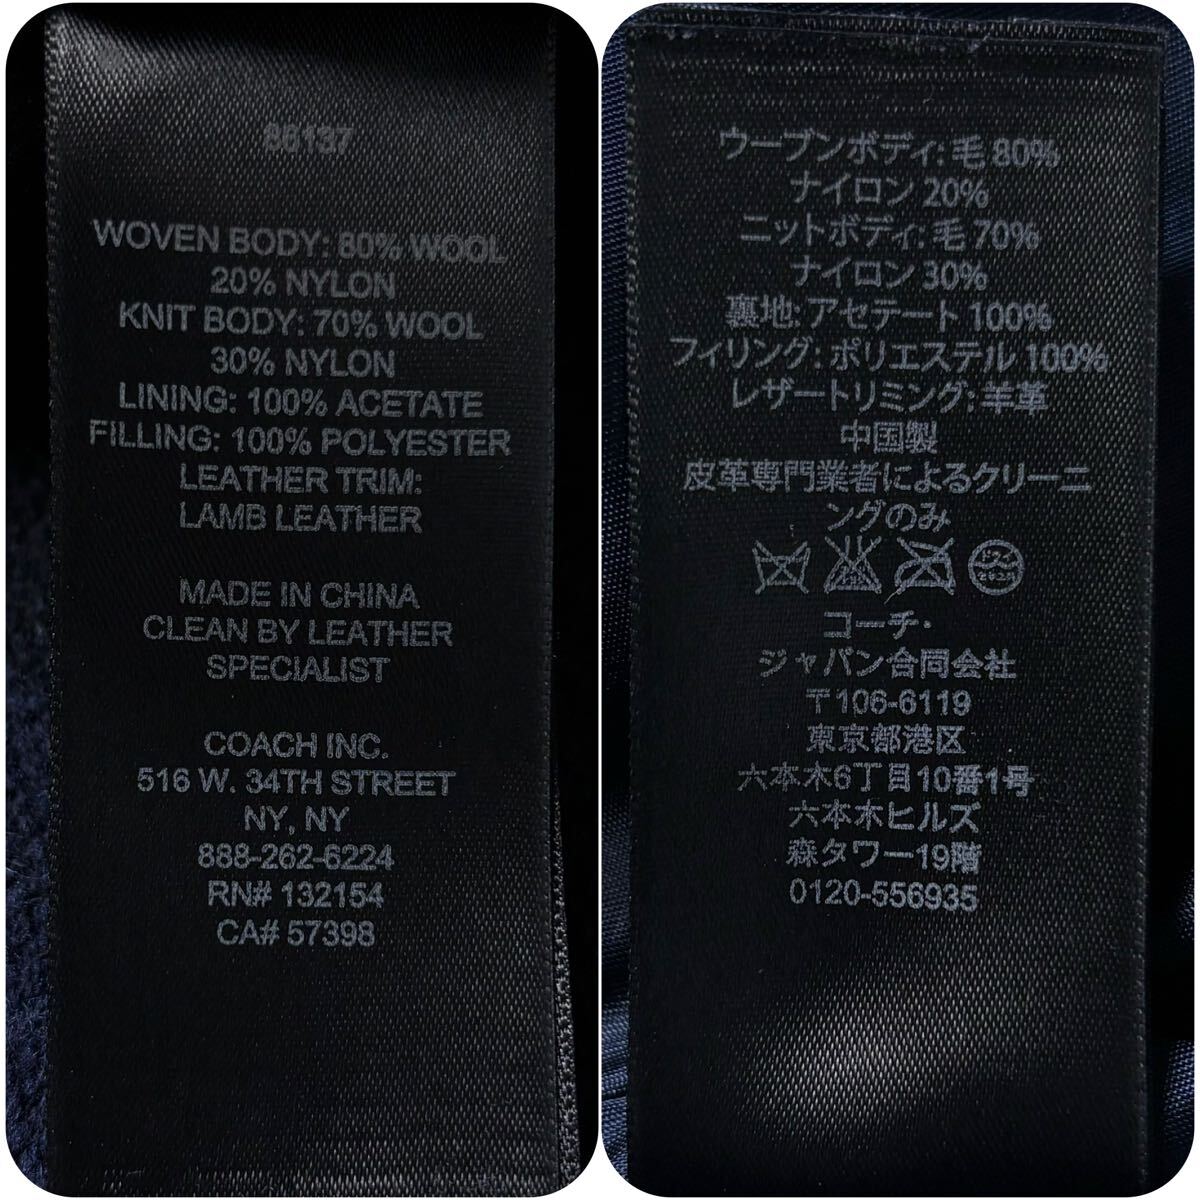 86137
WOVEN BODY: 80% WOOL
20% NYLON
KNIT BODY: 70% WOOL
30% NYLON
LINING: 100% ACETATE
FILLING: 100% POLYESTER
LEATHER TRIM:
LAMB LEATHER
MADE IN CHINA
CLEAN BY LEATHER
SPECIALIST
COACH INC.
516 W. 34TH STREET
NY, NY
888-262-6224
RN# 132154
CA# 57398
ウーブンボディ: 毛 80%
ナイロン 20%
ニットボディ: 毛 70%
ナイロン 30%
裏地: アセテート 100%
フィリング: ポリエステル 100%
レザートリミング: 羊革
中国製
皮革専門業者によるクリーニ
ングのみ
ドライ
コーチ・
ジャパン合同会社
〒106-6119
東京都港区
六本木6丁目10番1号
六本木ヒルズ
森タワー19階
0120-556935